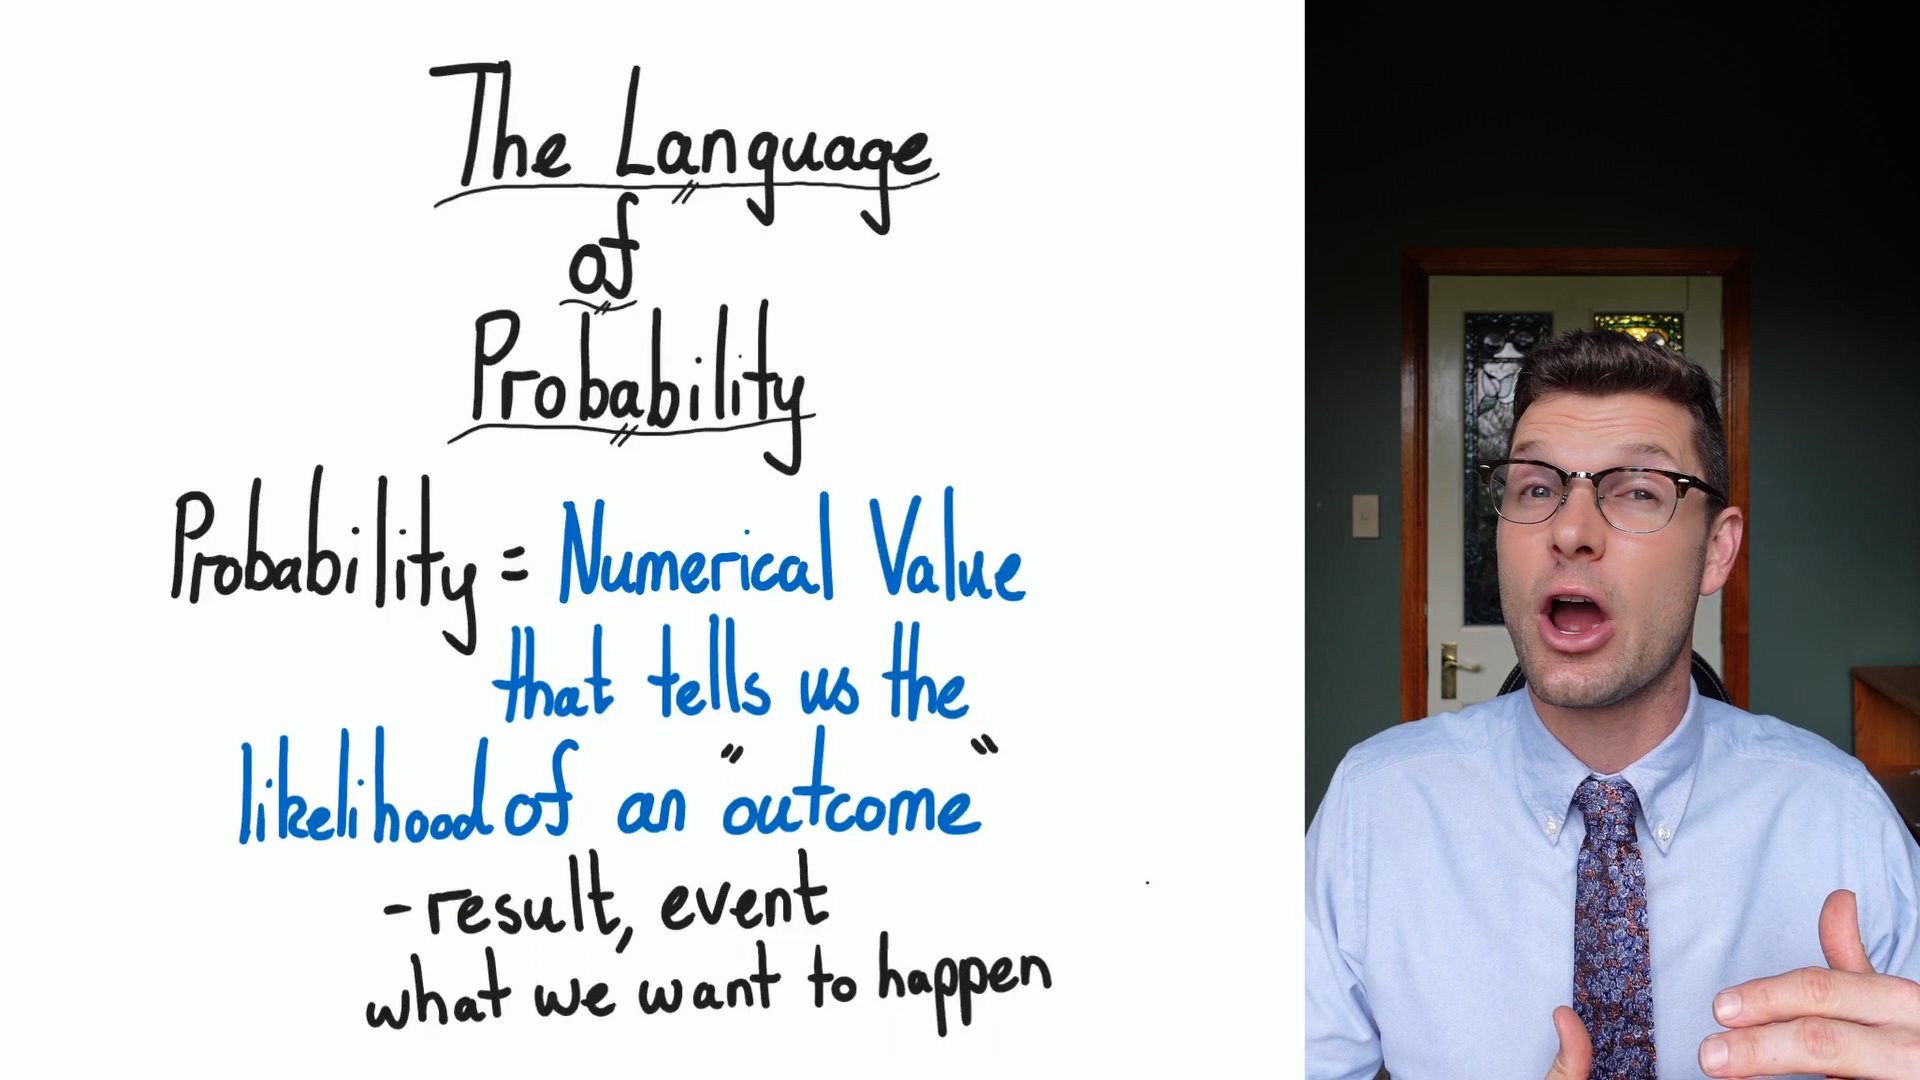 The Language
of
Probability
Probability = Numerical Value
that tells us the
likelihood of an "outcome"
- result, event
what we want to happen